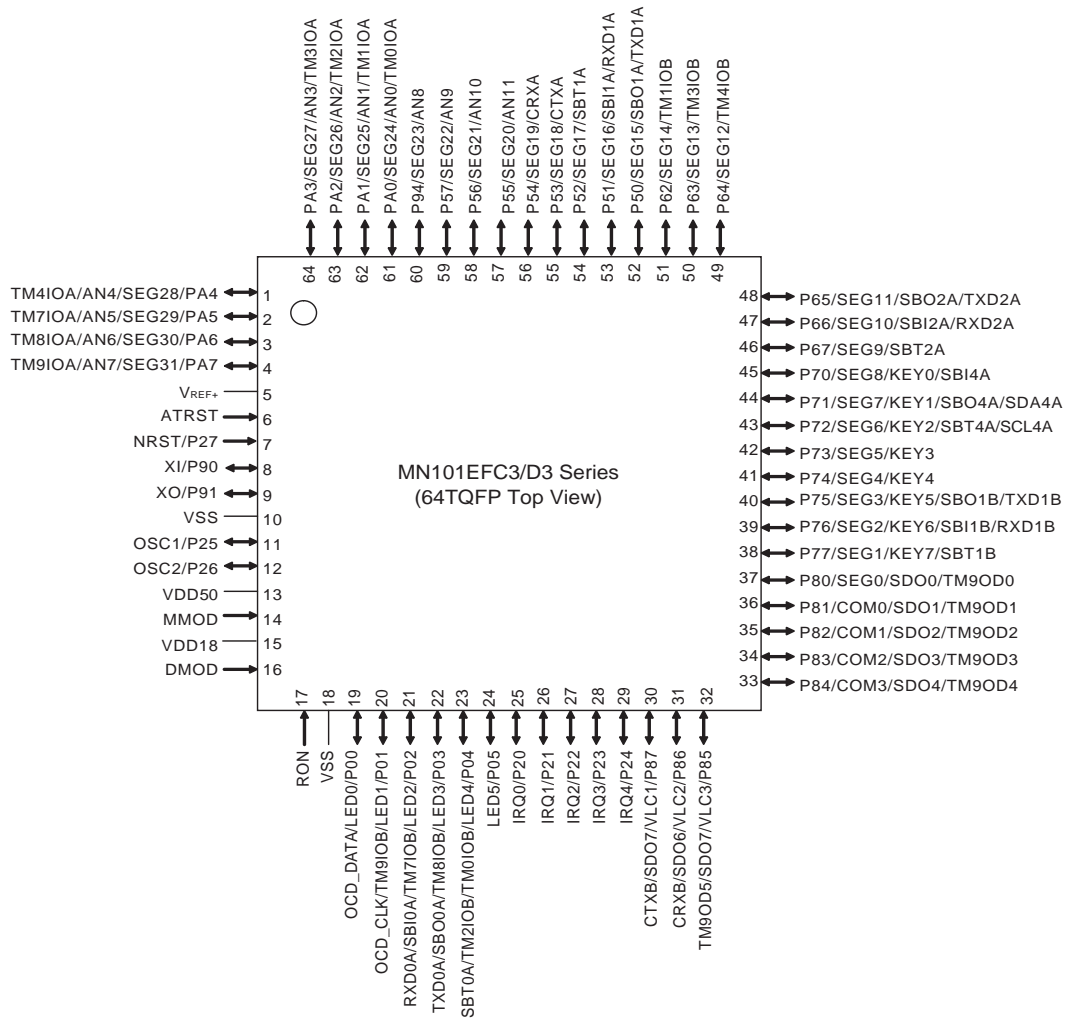 PA3/SEG27/AN3/TM3IOA
PA2/SEG26/AN2/TM2IOA
PA1/SEG25/AN1/TM1IOA
PA0/SEG24/AN0/TM0IOA
P94/SEG23/AN8
P57/SEG22/AN9
P56/SEG21/AN10
P55/SEG20/AN11
P54/SEG19/CRXA
P53/SEG18/CTXA
P52/SEG17/SBT1A
P51/SEG16/SBI1A/RXD1A
P50/SEG15/SBO1A/TXD1A
P62/SEG14/TM1IOB
P63/SEG13/TM3IOB
P64/SEG12/TM4IOB
64 63 62 61 60 59 58 57 56 55 54 53 52 51 50 49
TM4IOA/AN4/SEG28/PA4 1
TM7IOA/AN5/SEG29/PA5 2
TM8IOA/AN6/SEG30/PA6 3
TM9IOA/AN7/SEG31/PA7 4
VREF+ 5
ATRST 6
NRST/P27 7
XI/P90 8
XO/P91 9
VSS 10
OSC1/P25 11
OSC2/P26 12
VDD50 13
MMOD 14
VDD18 15
DMOD 16
MN101EFC3/D3 Series
(64TQFP Top View)
48 P65/SEG11/SBO2A/TXD2A
47 P66/SEG10/SBI2A/RXD2A
46 P67/SEG9/SBT2A
45 P70/SEG8/KEY0/SBI4A
44 P71/SEG7/KEY1/SBO4A/SDA4A
43 P72/SEG6/KEY2/SBT4A/SCL4A
42 P73/SEG5/KEY3
41 P74/SEG4/KEY4
40 P75/SEG3/KEY5/SBO1B/TXD1B
39 P76/SEG2/KEY6/SBI1B/RXD1B
38 P77/SEG1/KEY7/SBT1B
37 P80/SEG0/SDO0/TM9OD0
36 P81/COM0/SDO1/TM9OD1
35 P82/COM1/SDO2/TM9OD2
34 P83/COM2/SDO3/TM9OD3
33 P84/COM3/SDO4/TM9OD4
17 18 19 20 21 22 23 24 25 26 27 28 29 30 31 32
RON
VSS
OCD_DATA/LED0/P00
OCD_CLK/TM9IOB/LED1/P01
RXD0A/SBI0A/TM7IOB/LED2/P02
TXD0A/SBO0A/TM8IOB/LED3/P03
SBT0A/TM2IOB/TM0IOB/LED4/P04
LED5/P05
IRQ0/P20
IRQ1/P21
IRQ2/P22
IRQ3/P23
IRQ4/P24
CTXB/SDO7/VLC1/P87
CRXB/SDO6/VLC2/P86
TM9OD5/SDO7/VLC3/P85